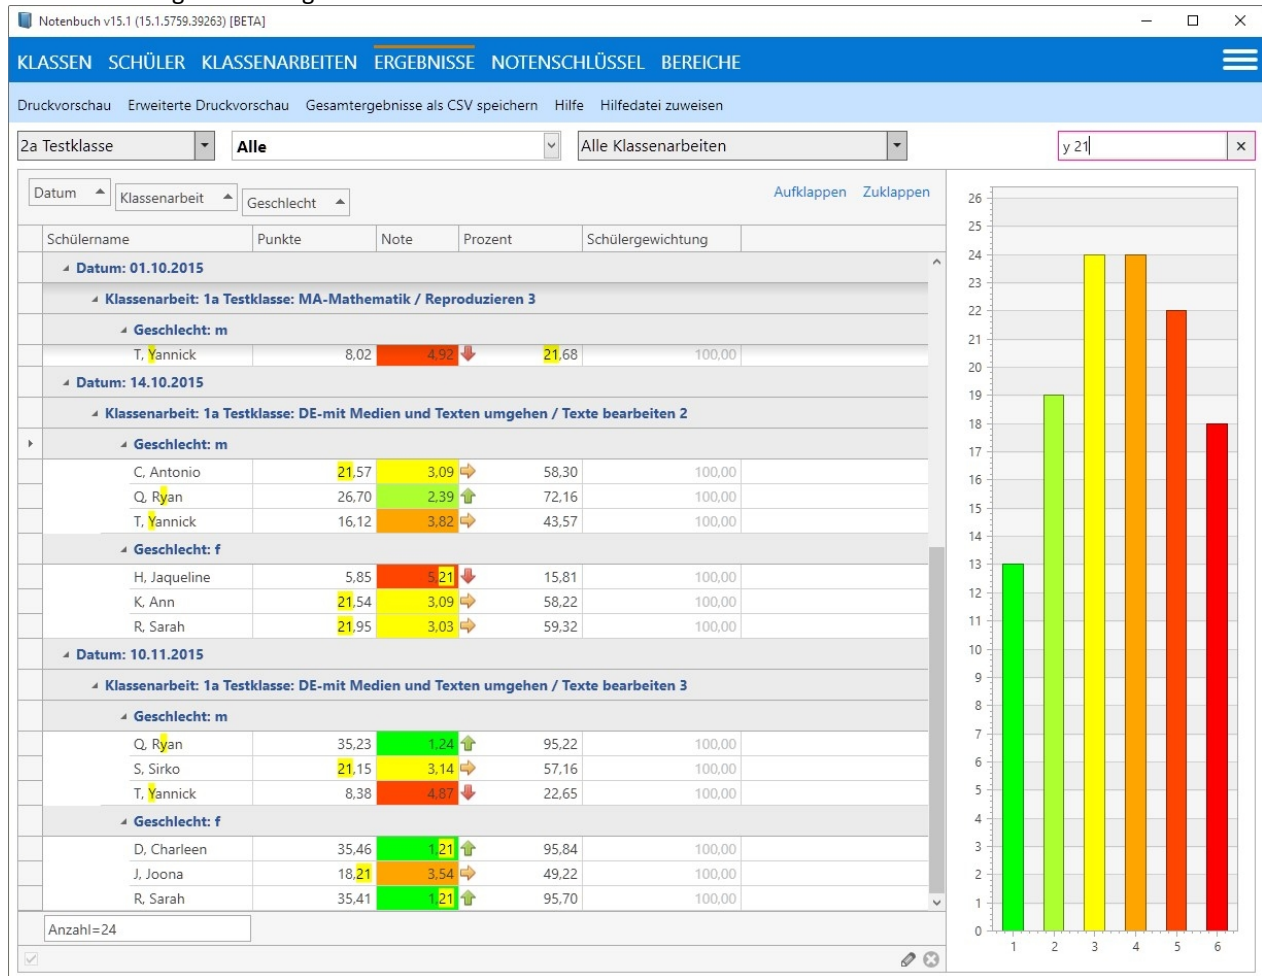 Notenbuch v15.1 (15.1.5759.39263) [BETA]
KLASSEN SCHÜLER KLASSENARBEITEN ERGEBNISSE NOTENSCHLÜSSEL BEREICHE
Druckvorschau Erweiterte Druckvorschau Gesamtergebnisse als CSV speichern Hilfe Hilfedatei zuweisen
2a Testklasse Alle Alle Klassenarbeiten y 21
Datum Klassenarbeit Geschlecht Aufklappen Zuklappen
Schülername Punkte Note Prozent Schülergewichtung
Datum: 01.10.2015
Klassenarbeit: 1a Testklasse: MA-Mathematik / Reproduzieren 3
Geschlecht: m
T, Yannick 8,02 4,92 21,68 100,00
Datum: 14.10.2015
Klassenarbeit: 1a Testklasse: DE-mit Medien und Texten umgehen / Texte bearbeiten 2
Geschlecht: m
C, Antonio 21,57 3,09 58,30 100,00
Q, Ryan 26,70 2,39 72,16 100,00
T, Yannick 16,12 3,82 43,57 100,00
Geschlecht: f
H, Jaqueline 5,85 5,21 15,81 100,00
K, Ann 21,54 3,09 58,22 100,00
R, Sarah 21,95 3,03 59,32 100,00
Datum: 10.11.2015
Klassenarbeit: 1a Testklasse: DE-mit Medien und Texten umgehen / Texte bearbeiten 3
Geschlecht: m
Q, Ryan 35,23 1,24 95,22 100,00
S, Sirko 21,15 3,14 57,16 100,00
T, Yannick 8,38 4,87 22,65 100,00
Geschlecht: f
D, Charleen 35,46 1,21 95,84 100,00
J, Joona 18,21 3,54 49,22 100,00
R, Sarah 35,41 1,21 95,70 100,00
Anzahl=24
26
25
24
23
22
21
20
19
18
17
16
15
14
13
12
11
10
9
8
7
6
5
4
3
2
1
0
1 2 3 4 5 6